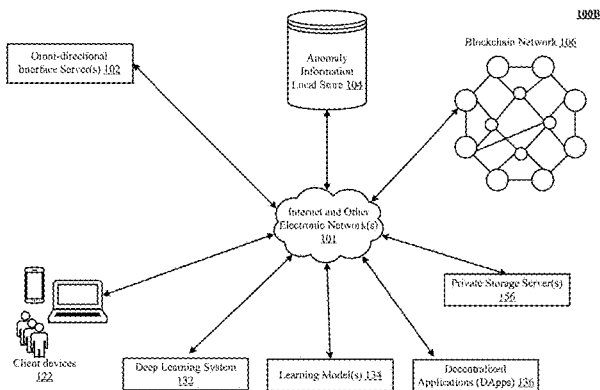 100B
Omni-directional
Interface Server(s) 102
Anomaly
Information
Local Store 104
Blockchain Network 106
Internet and Other
Electronic Network(s)
101
Private Storage Server(s)
156
Client devices
122
Deep Learning System
132
Learning Model(s) 134
Decentralized
Applications (DApps) 136